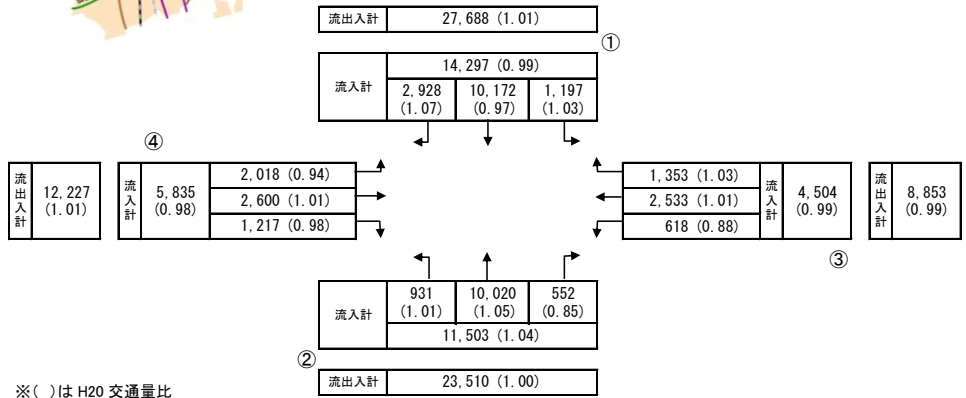 流出入計 27,688 (1.01)
①
流入計 14,297 (0.99)
2,928 10,172 1,197
(1.07) (0.97) (1.03)
④
流出入計 12,227 (1.01)
流入計 5,835 (0.98)
2,018 (0.94)
2,600 (1.01)
1,217 (0.98)
1,353 (1.03)
2,533 (1.01)
618 (0.88)
流入計 4,504 (0.99)
流出入計 8,853 (0.99)
③
流入計
931 10,020 552
(1.01) (1.05) (0.85)
11,503 (1.04)
②
流出入計 23,510 (1.00)
※( )は H20 交通量比